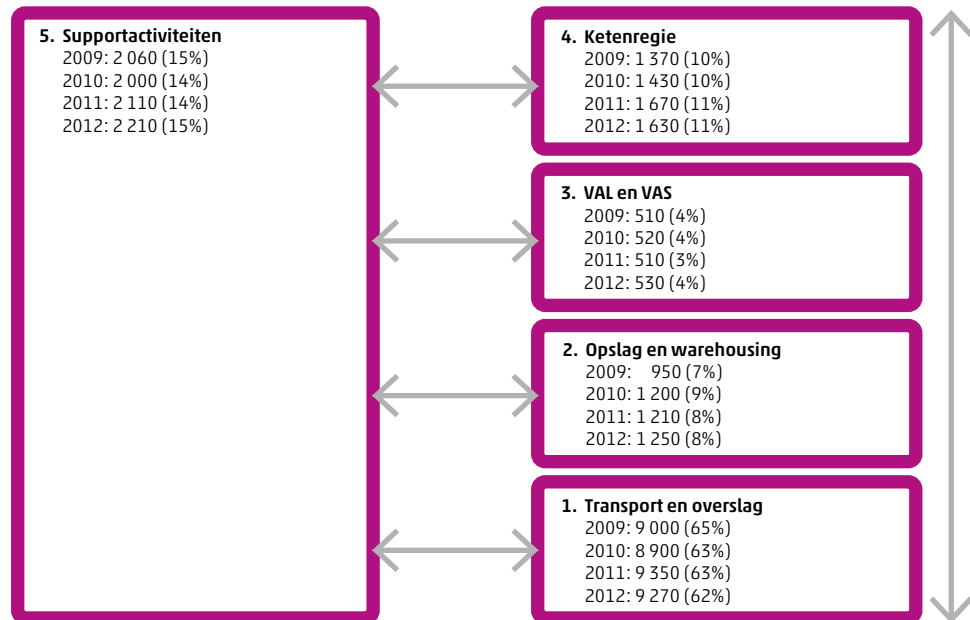 5. Supportactiviteiten
2009: 2 060 (15%)
2010: 2 000 (14%)
2011: 2 110 (14%)
2012: 2 210 (15%)
4. Ketenregie
2009: 1 370 (10%)
2010: 1 430 (10%)
2011: 1 670 (11%)
2012: 1 630 (11%)
3. VAL en VAS
2009: 510 (4%)
2010: 520 (4%)
2011: 510 (3%)
2012: 530 (4%)
2. Opslag en warehousing
2009: 950 (7%)
2010: 1 200 (9%)
2011: 1 210 (8%)
2012: 1 250 (8%)
1. Transport en overslag
2009: 9 000 (65%)
2010: 8 900 (63%)
2011: 9 350 (63%)
2012: 9 270 (62%)